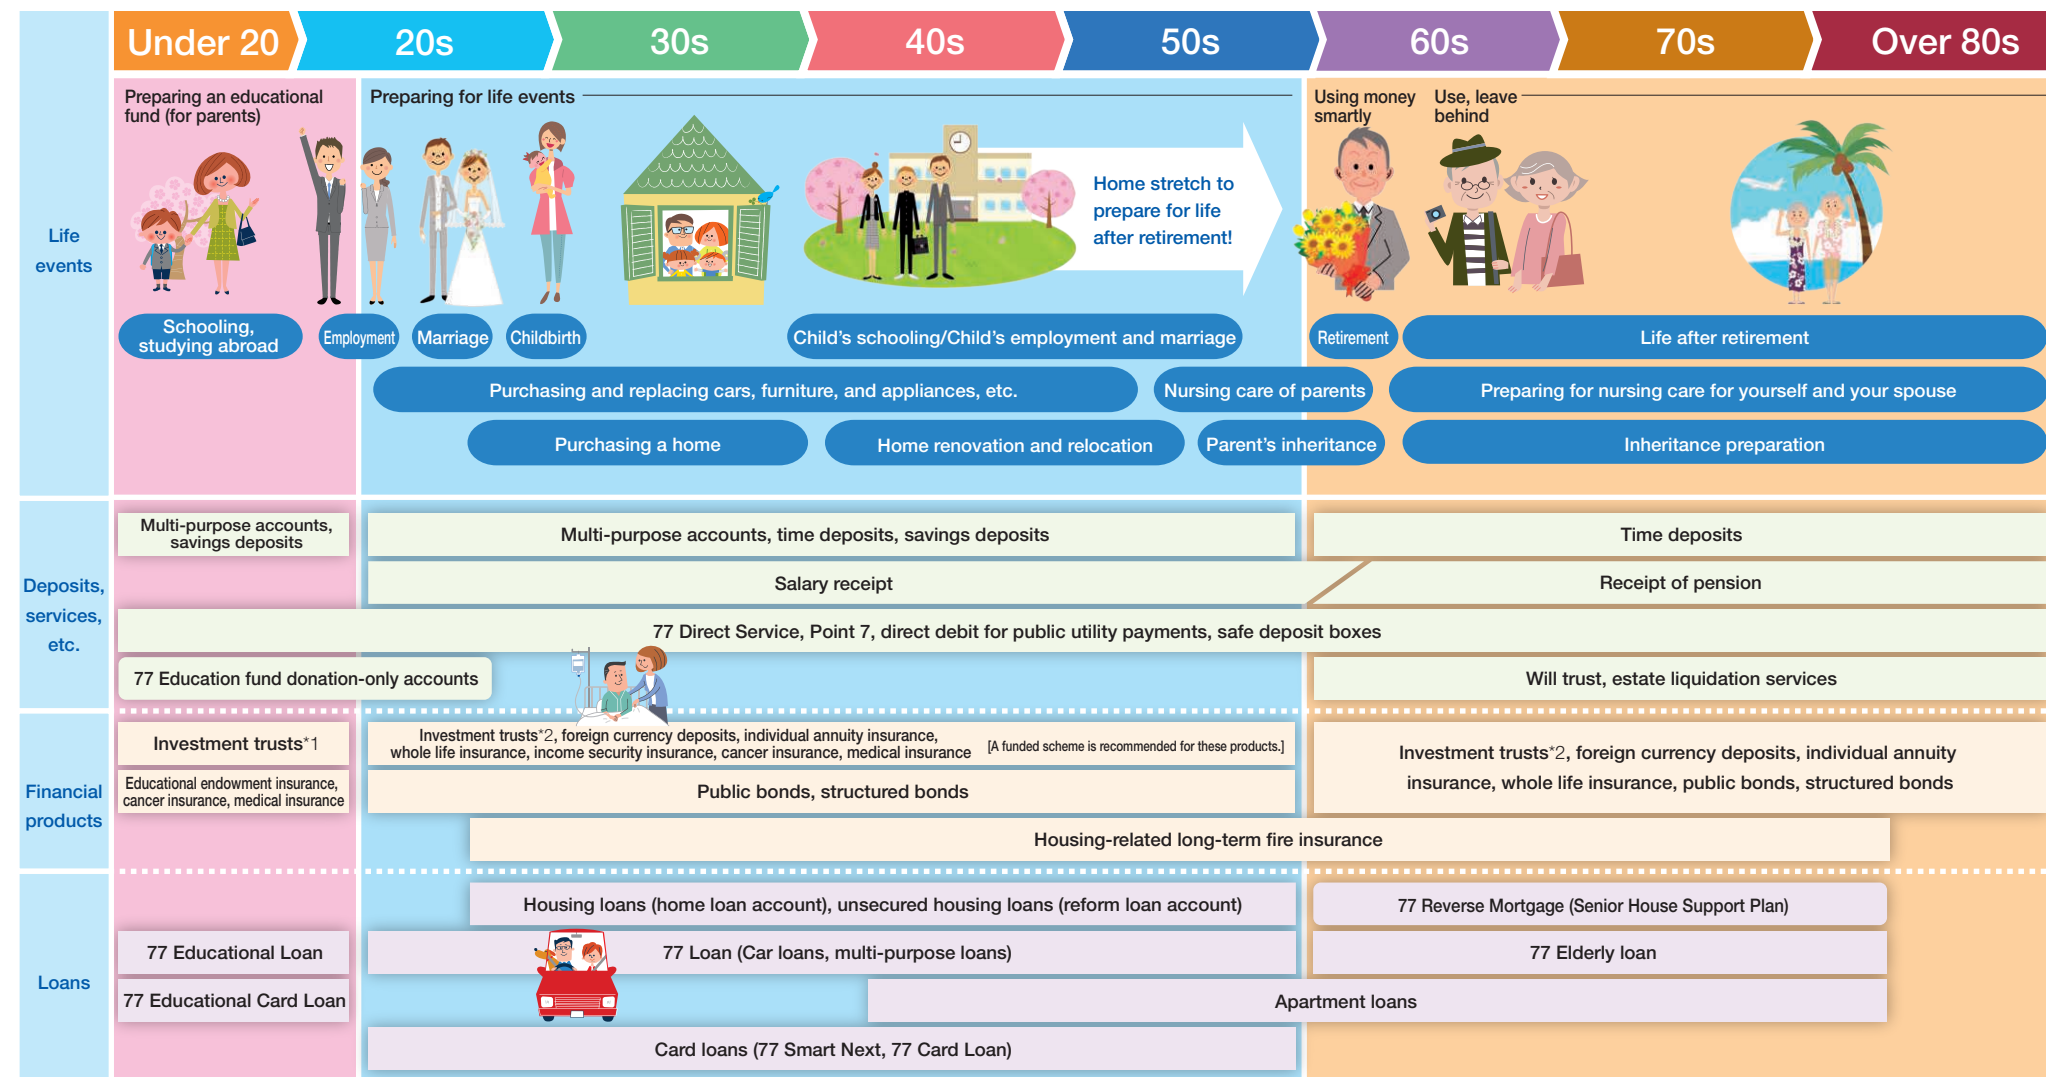 Under 20
20s
30s
40s
50s
60s
70s
Over 80s
Life
events
Preparing an educational
fund (for parents)
Preparing for life events
Using money
smartly
Use, leave
behind
Home stretch to
prepare for life
after retirement!
Schooling,
studying abroad
Employment
Marriage
Childbirth
Child's schooling/Child's employment and marriage
Retirement
Life after retirement
Purchasing and replacing cars, furniture, and appliances, etc.
Nursing care of parents
Preparing for nursing care for yourself and your spouse
Purchasing a home
Home renovation and relocation
Parent's inheritance
Inheritance preparation
Deposits,
services,
etc.
Multi-purpose accounts,
savings deposits
Multi-purpose accounts, time deposits, savings deposits
Time deposits
Salary receipt
Receipt of pension
77 Direct Service, Point 7, direct debit for public utility payments, safe deposit boxes
77 Education fund donation-only accounts
Will trust, estate liquidation services
Financial
products
Investment trusts*1
Investment trusts*2, foreign currency deposits, individual annuity insurance,
whole life insurance, income security insurance, cancer insurance, medical insurance
[A funded scheme is recommended for these products.]
Investment trusts*2, foreign currency deposits, individual annuity
insurance, whole life insurance, public bonds, structured bonds
Educational endowment insurance,
cancer insurance, medical insurance
Public bonds, structured bonds
Housing-related long-term fire insurance
Loans
Housing loans (home loan account), unsecured housing loans (reform loan account)
77 Reverse Mortgage (Senior House Support Plan)
77 Educational Loan
77 Loan (Car loans, multi-purpose loans)
77 Elderly loan
77 Educational Card Loan
Apartment loans
Card loans (77 Smart Next, 77 Card Loan)